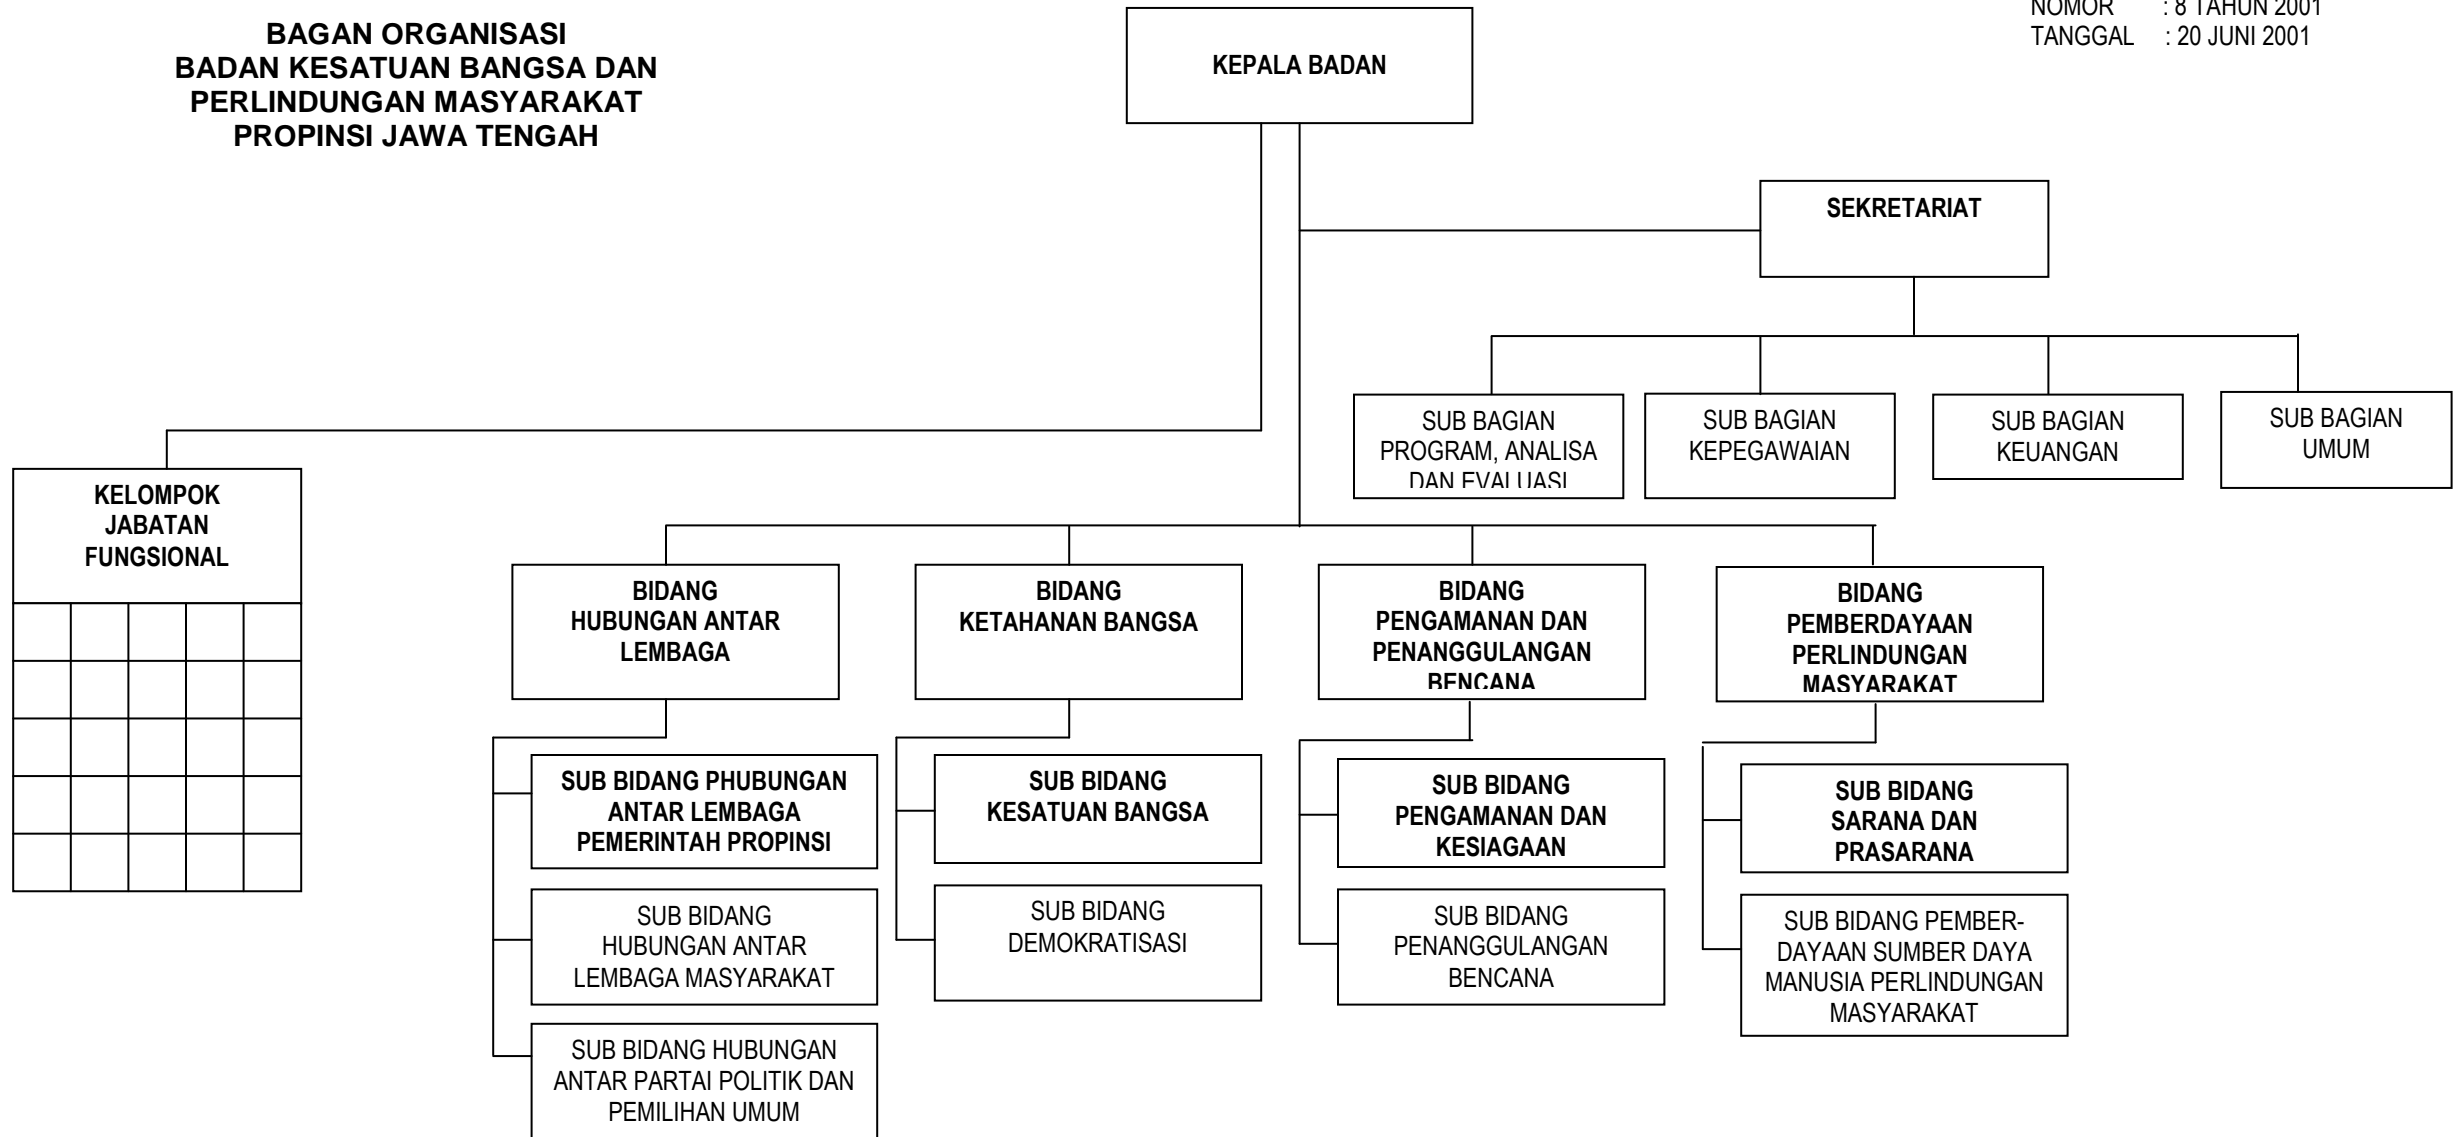 BAGAN ORGANISASI
BADAN KESATUAN BANGSA DAN
PERLINDUNGAN MASYARAKAT
PROPINSI JAWA TENGAH
NOMOR : 8 TAHUN 2001
TANGGAL : 20 JUNI 2001
KEPALA BADAN
SEKRETARIAT
SUB BAGIAN
PROGRAM, ANALISA
DAN EVALUASI
SUB BAGIAN
KEPEGAWAIAN
SUB BAGIAN
KEUANGAN
SUB BAGIAN
UMUM
KELOMPOK
JABATAN
FUNGSIONAL
BIDANG
HUBUNGAN ANTAR
LEMBAGA
BIDANG
KETAHANAN BANGSA
BIDANG
PENGAMANAN DAN
PENANGGULANGAN
BENCANA
BIDANG
PEMBERDAYAAN
PERLINDUNGAN
MASYARAKAT
SUB BIDANG PHUBUNGAN
ANTAR LEMBAGA
PEMERINTAH PROPINSI
SUB BIDANG
KESATUAN BANGSA
SUB BIDANG
PENGAMANAN DAN
KESIAGAAN
SUB BIDANG
SARANA DAN
PRASARANA
SUB BIDANG
HUBUNGAN ANTAR
LEMBAGA MASYARAKAT
SUB BIDANG
DEMOKRATISASI
SUB BIDANG
PENANGGULANGAN
BENCANA
SUB BIDANG PEMBER-
DAYAAN SUMBER DAYA
MANUSIA PERLINDUNGAN
MASYARAKAT
SUB BIDANG HUBUNGAN
ANTAR PARTAI POLITIK DAN
PEMILIHAN UMUM